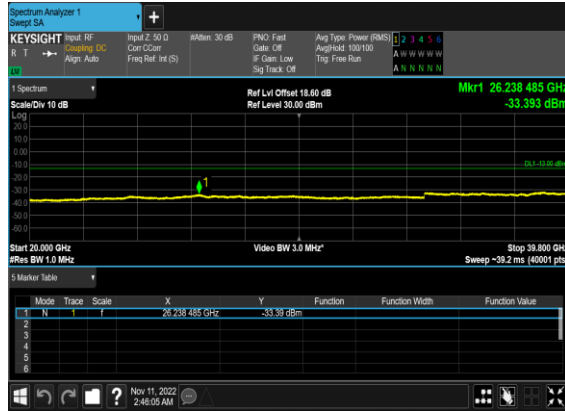 Spectrum Analyzer 1
Swept SA
+
KEYSIGHT Input: RF Input Z: 50 Ω #Atten: 30 dB PNO: Fast Avg Type: Power (RMS) 1 2 3 4 5 6
R T Coupling: DC Corr CCorr Gate: Off Avg|Hold: 100/100 A W W W W W
Align: Auto Freq Ref: Int (S) IF Gain: Low Trig: Free Run
Sig Track: Off A N N N N N
1 Spectrum Ref Lvl Offset 18.60 dB Mkr1 26.238 485 GHz
Scale/Div 10 dB Ref Level 30.00 dBm -33.393 dBm
Log
20.0
10.0
0.00
-10.0
DL1 -13.00 dBm
-20.0
1
-30.0
-40.0
-50.0
-60.0
Start 20.000 GHz Video BW 3.0 MHz* Stop 39.800 GHz
#Res BW 1.0 MHz Sweep ~39.2 ms (40001 pts)
5 Marker Table
Mode Trace Scale X Y Function Function Width Function Value
1 N 1 f 26.238 485 GHz -33.39 dBm
2
3
4
5
6
? Nov 11, 2022
2:46:05 AM